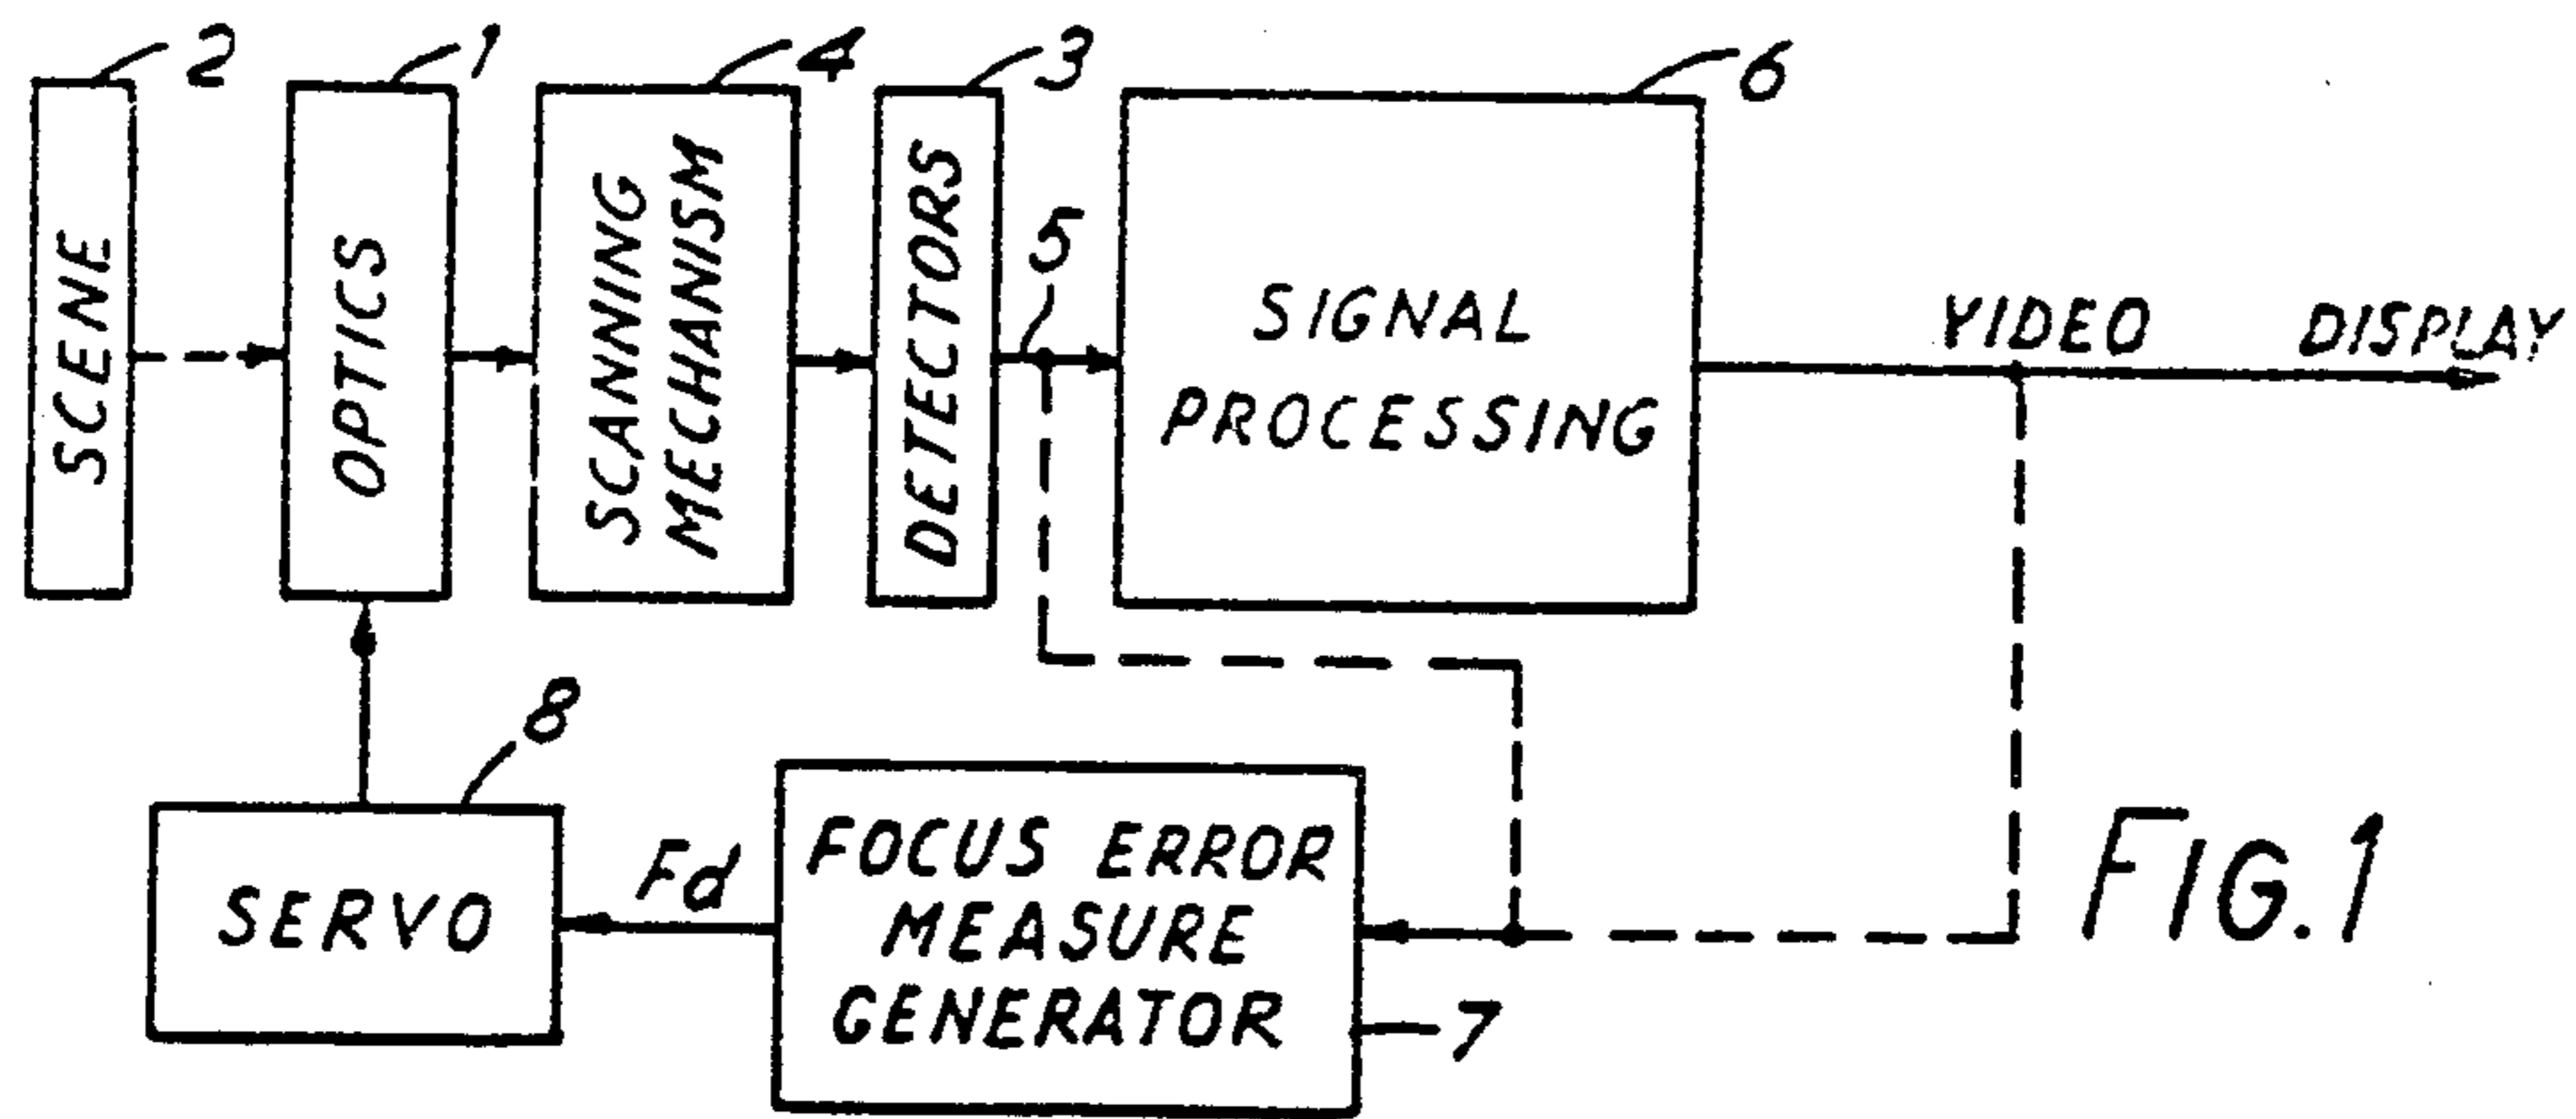 2
1
4
3
6
SCENE
OPTICS
SCANNING
MECHANISM
DETECTORS
5
SIGNAL
PROCESSING
VIDEO
DISPLAY
8
SERVO
Fd
FOCUS ERROR
MEASURE
GENERATOR
7
FIG.1